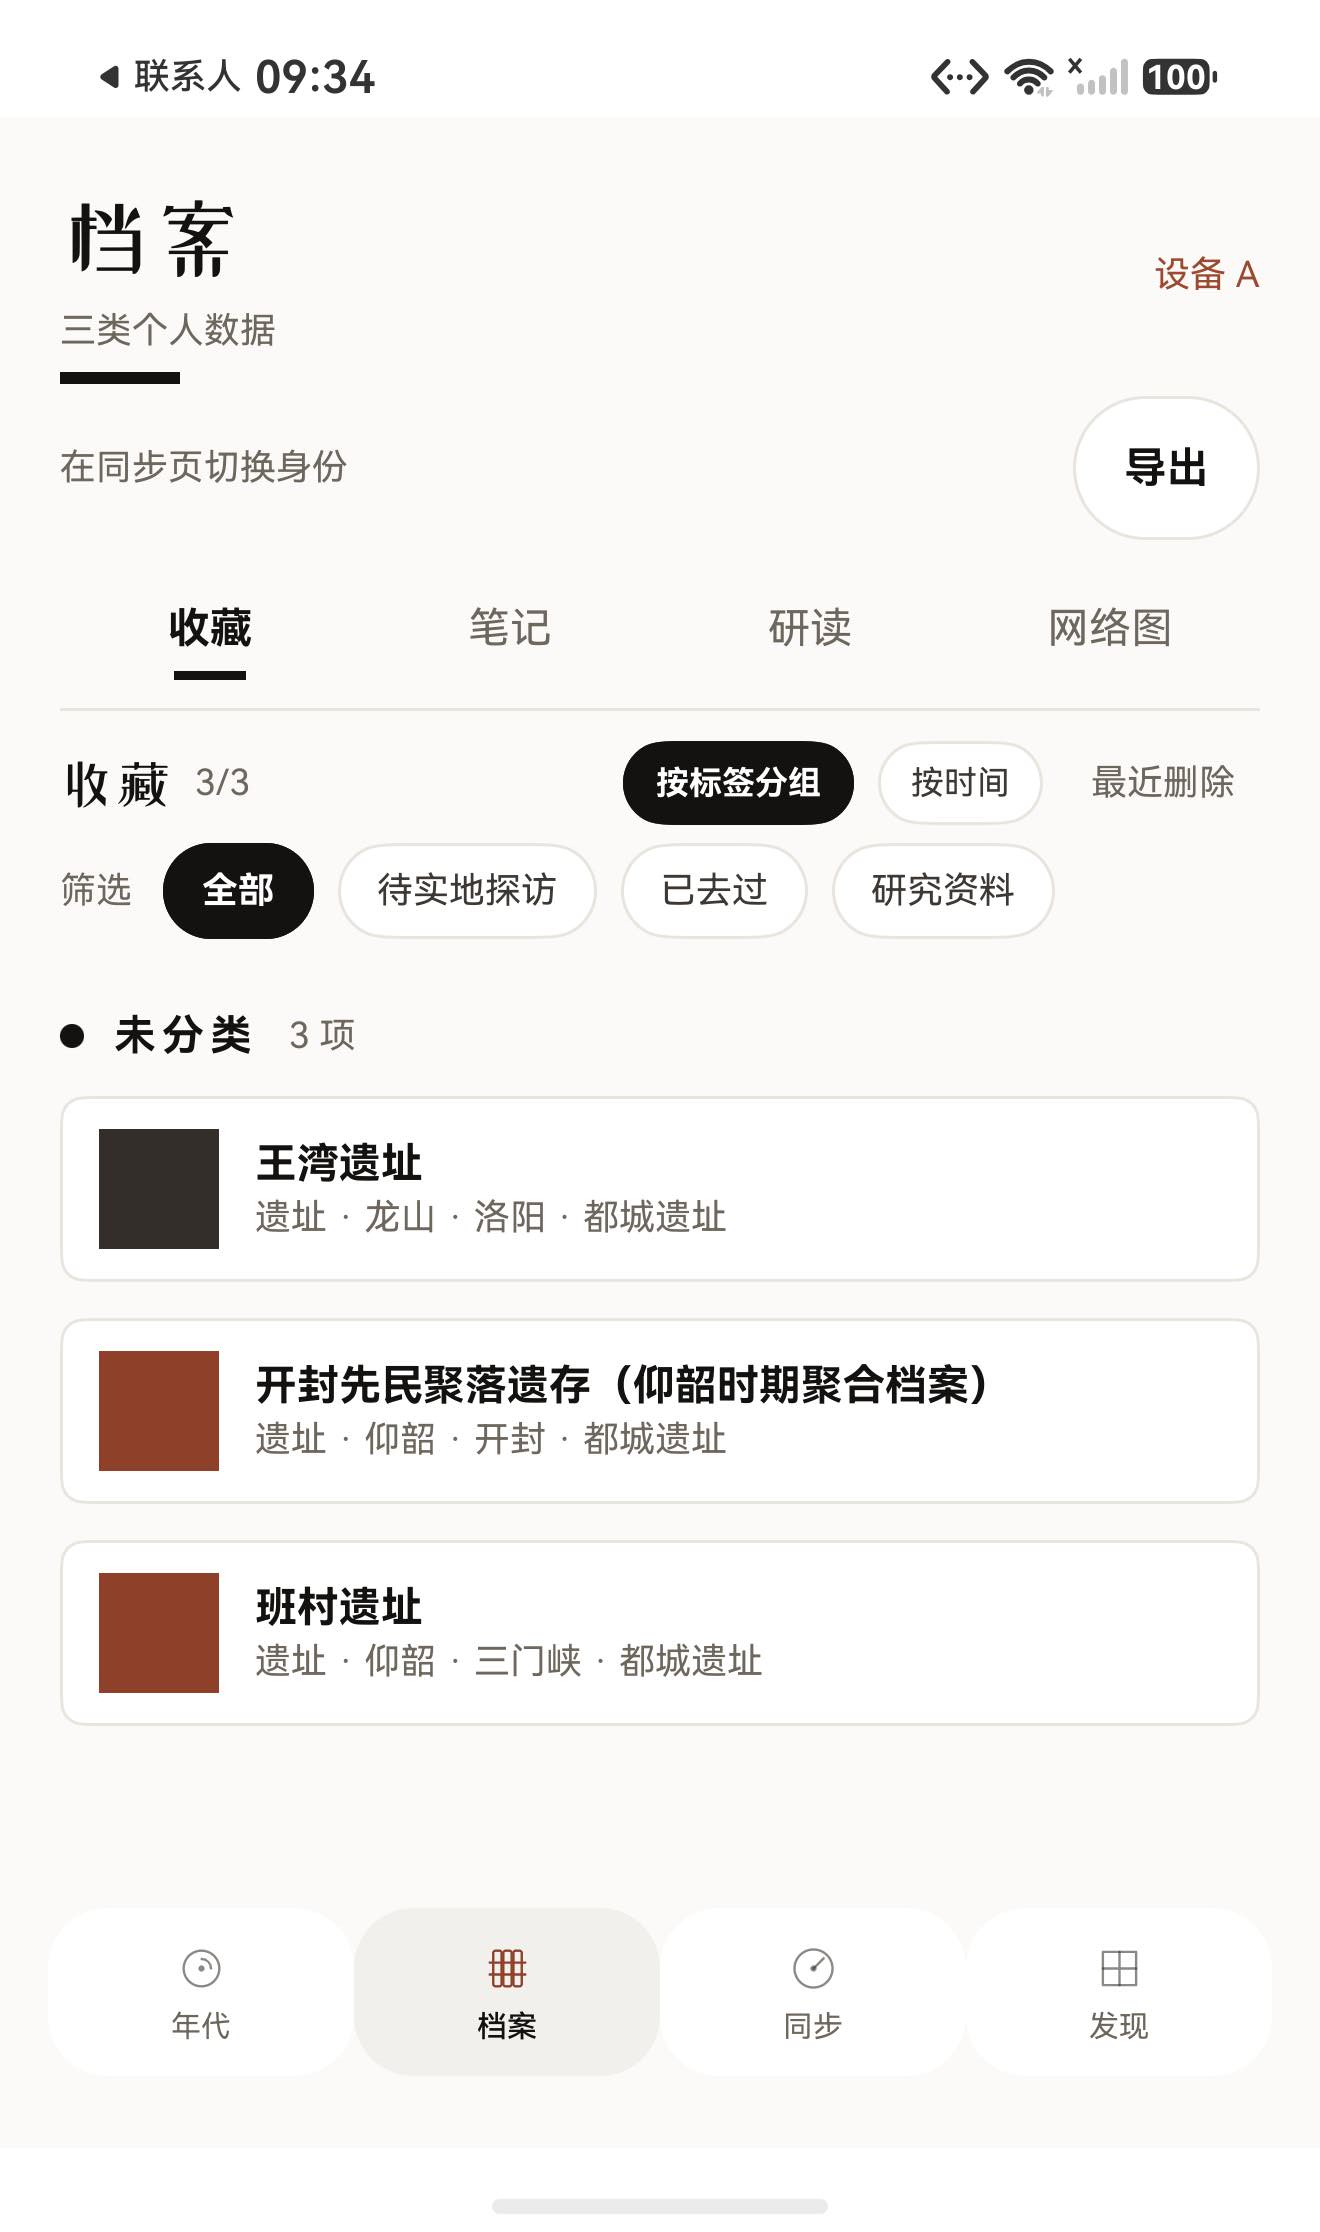 联系人 09:34
100
档案
设备 A
三类个人数据
在同步页切换身份
导出
收藏 笔记 研读 网络图
收藏 3/3 按标签分组 按时间 最近删除
筛选 全部 待实地探访 已去过 研究资料
未分类 3 项
王湾遗址
遗址 · 龙山 · 洛阳 · 都城遗址
开封先民聚落遗存（仰韶时期聚合档案）
遗址 · 仰韶 · 开封 · 都城遗址
班村遗址
遗址 · 仰韶 · 三门峡 · 都城遗址
年代 档案 同步 发现